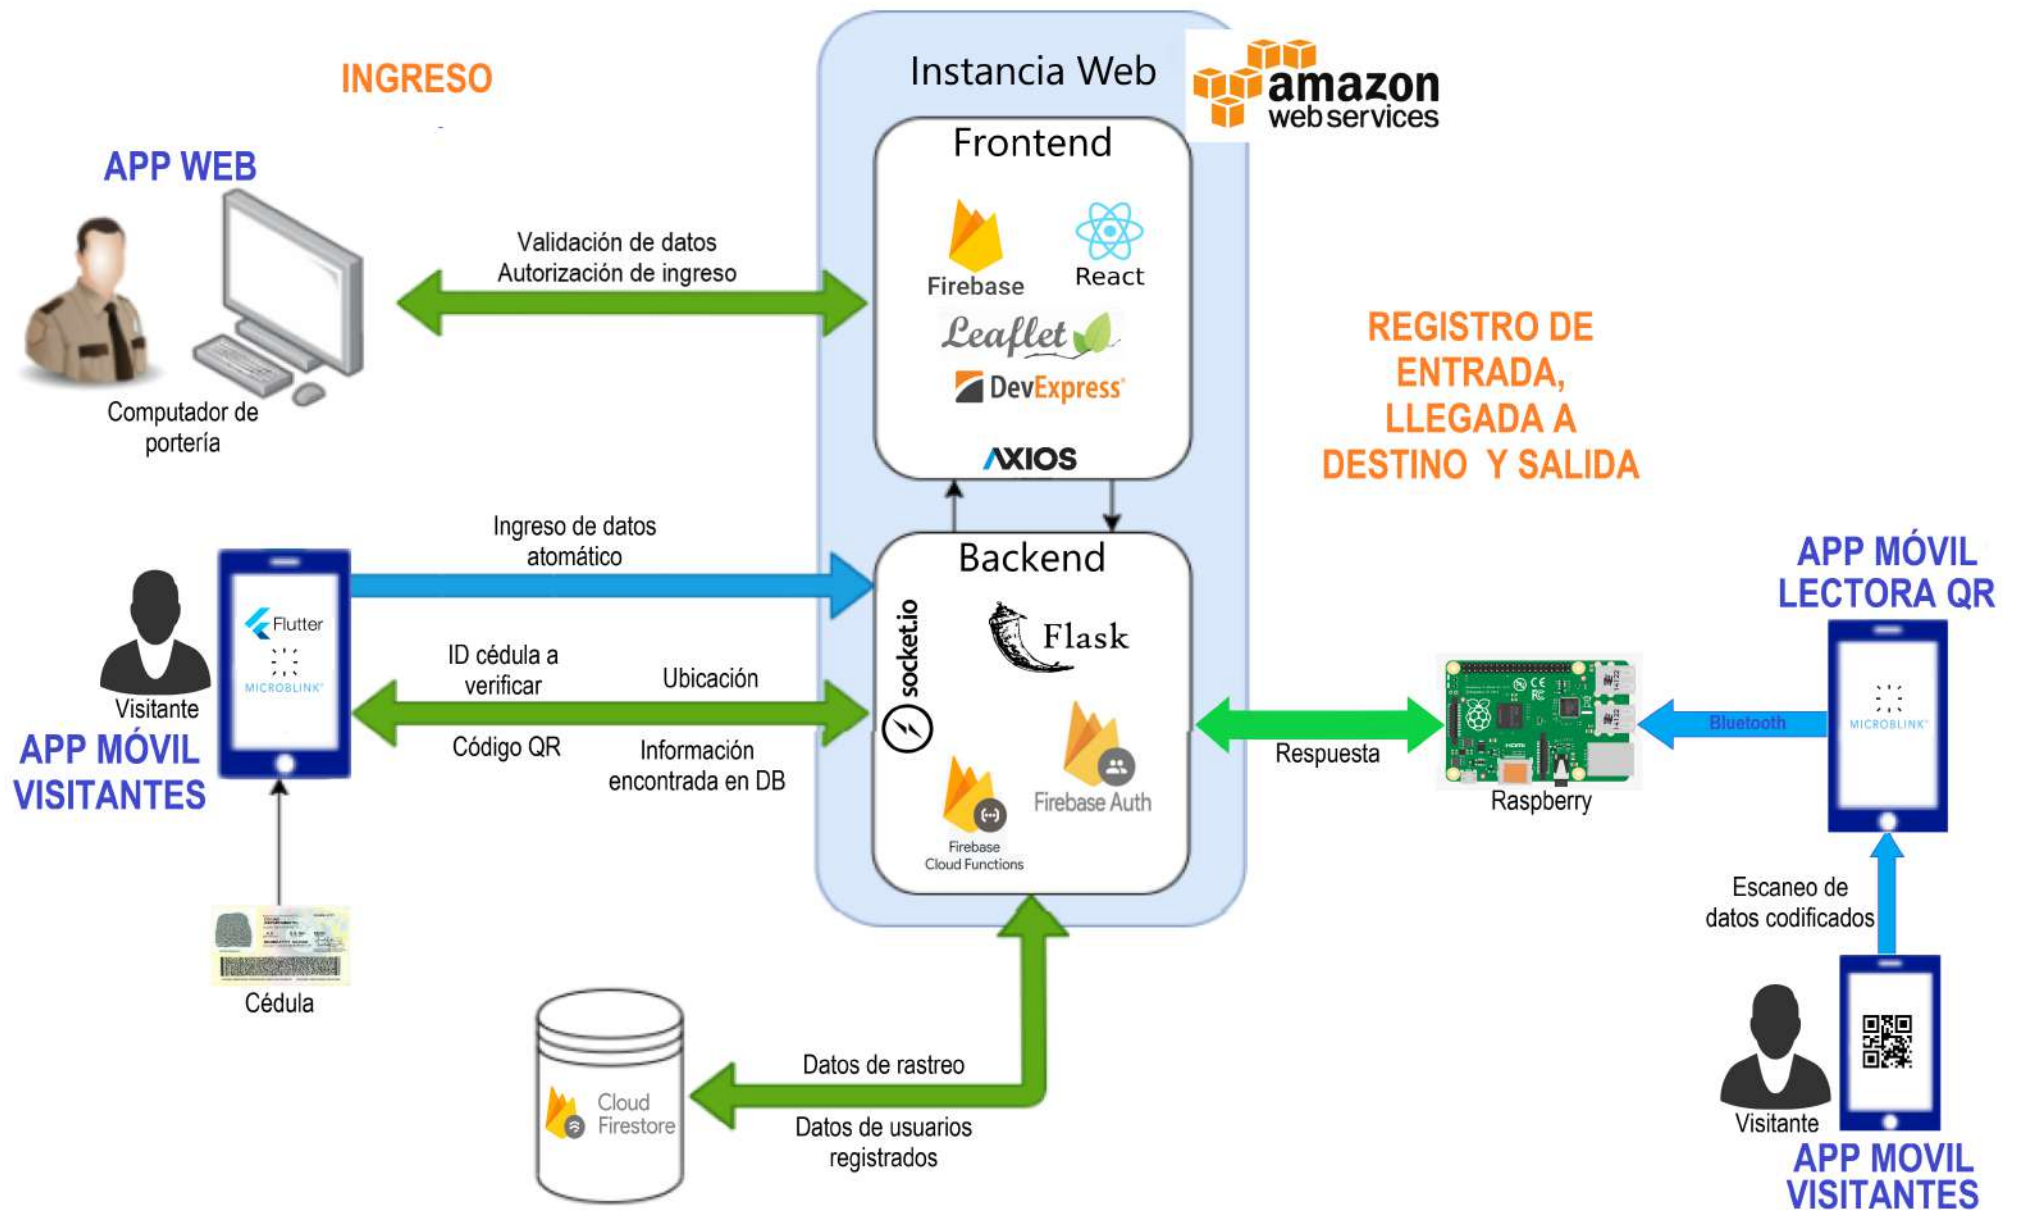 INGRESO
APP WEB
Computador de
portería
Validación de datos
Autorización de ingreso
Instancia Web
amazon
web services
Frontend
Firebase
React
Leaflet
DevExpress
AXIOS
REGISTRO DE
ENTRADA,
LLEGADA A
DESTINO Y SALIDA
Ingreso de datos
atomático
Flutter
MICROBLINK
Visitante
APP MÓVIL
VISITANTES
ID cédula a
verificar
Ubicación
Código QR
Información
encontrada en DB
Cédula
Backend
socket.io
Flask
Firebase Auth
Firebase
Cloud Functions
Respuesta
Raspberry
Bluetooth
APP MÓVIL
LECTORA QR
MICROBLINK
Escaneo de
datos codificados
Visitante
APP MOVIL
VISITANTES
Cloud
Firestore
Datos de rastreo
Datos de usuarios
registrados